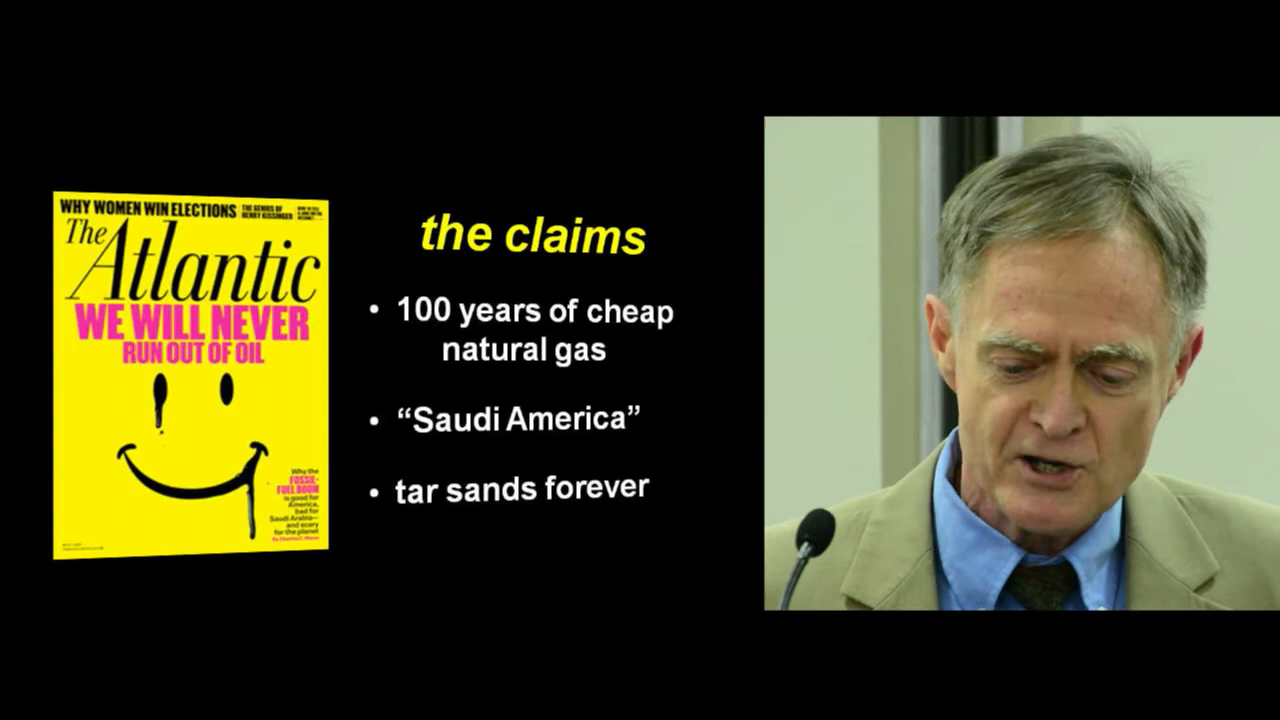 WHY WOMEN WIN ELECTIONS
THE GENIUS OF
HENRY KISSINGER
The
Atlantic
WE WILL NEVER
RUN OUT OF OIL
Why the
FOSSIL-
FUEL BOOM
is good for
America,
bad for
Saudi Arabia—
and scary
for the planet
the claims
• 100 years of cheap
natural gas
• “Saudi America”
• tar sands forever